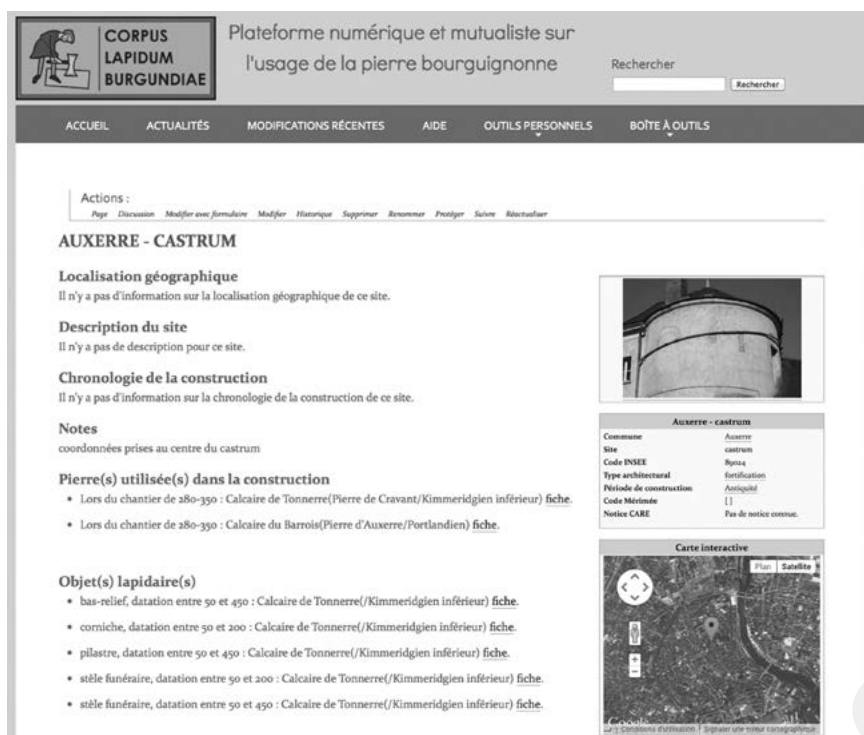 CORPUS
LAPIDUM
BURGUNDIAE
Plateforme numérique et mutualiste sur
l'usage de la pierre bourguignonne
Rechercher
Rechercher
ACCUEIL ACTUALITÉS MODIFICATIONS RÉCENTES AIDE OUTILS PERSONNELS BOÎTE À OUTILS
Actions :
Page Discussion Modifier avec formulaire Modifier Historique Supprimer Renommer Protéger Suivre Réactualiser
AUXERRE - CASTRUM
Localisation géographique
Il n'y a pas d'information sur la localisation géographique de ce site.
Description du site
Il n'y a pas de description pour ce site.
Chronologie de la construction
Il n'y a pas d'information sur la chronologie de la construction de ce site.
Notes
coordonnées prises au centre du castrum
Pierre(s) utilisée(s) dans la construction
• Lors du chantier de 280-350 : Calcaire de Tonnerre(Pierre de Cravant/Kimmeridgien inférieur) fiche.
• Lors du chantier de 280-350 : Calcaire du Barrois(Pierre d'Auxerre/Portlandien) fiche.
Objet(s) lapidaire(s)
• bas-relief, datation entre 50 et 450 : Calcaire de Tonnerre(/Kimmeridgien inférieur) fiche.
• corniche, datation entre 50 et 200 : Calcaire de Tonnerre(/Kimmeridgien inférieur) fiche.
• pilastre, datation entre 50 et 450 : Calcaire de Tonnerre(/Kimmeridgien inférieur) fiche.
• stèle funéraire, datation entre 50 et 200 : Calcaire de Tonnerre(/Kimmeridgien inférieur) fiche.
• stèle funéraire, datation entre 50 et 450 : Calcaire de Tonnerre(/Kimmeridgien inférieur) fiche.
Auxerre - castrum
Commune Auxerre
Site castrum
Code INSEE 89024
Type architectural fortification
Période de construction Antiquité
Code Mérimée [ ]
Notice CARE Pas de notice connue.
Carte interactive
Plan Satellite
Google
Conditions d'utilisation Signaler une erreur cartographique